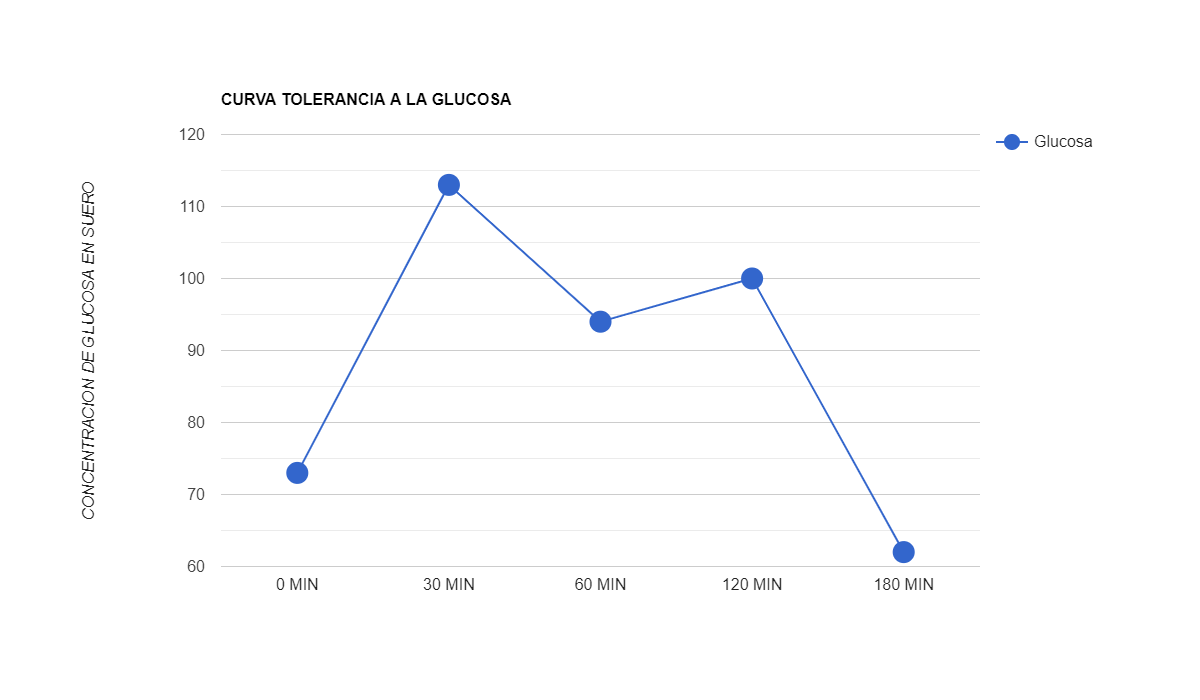 CURVA TOLERANCIA A LA GLUCOSA
CONCENTRACION DE GLUCOSA EN SUERO
120
110
100
90
80
70
60
0 MIN
30 MIN
60 MIN
120 MIN
180 MIN
Glucosa